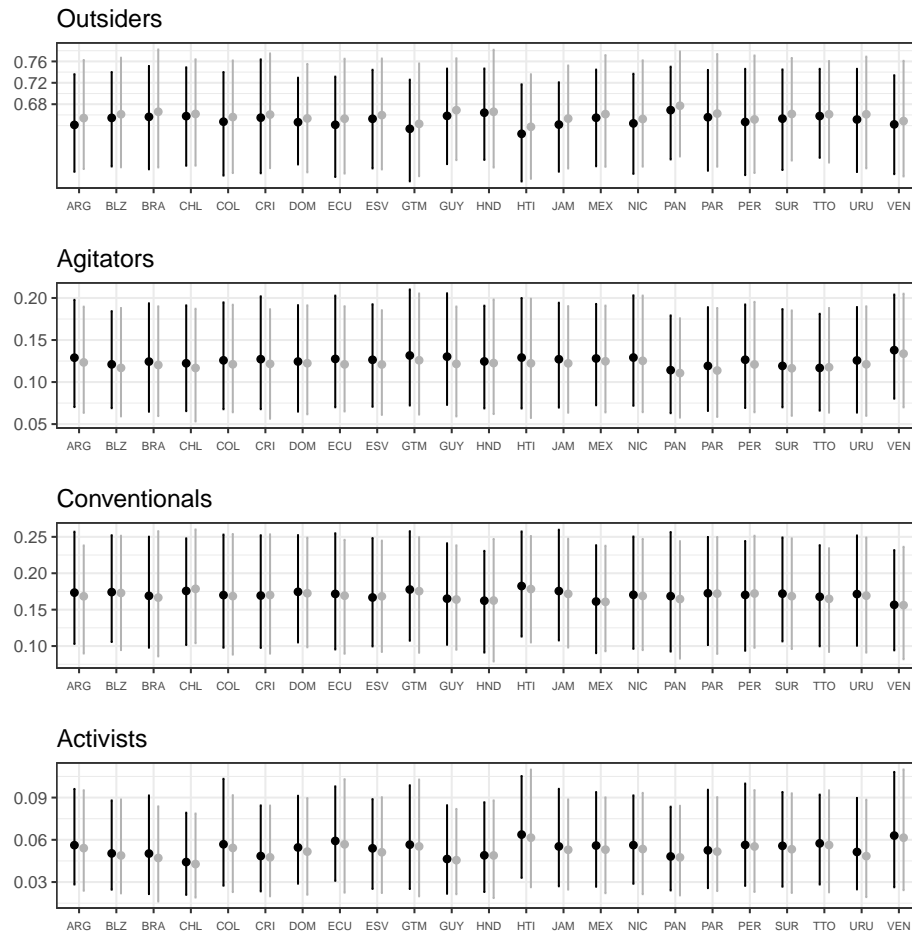 Outsiders
0.76
0.72
0.68
ARG BLZ BRA CHL COL CRI DOM ECU ESV GTM GUY HND HTI JAM MEX NIC PAN PAR PER SUR TTO URU VEN
Agitators
0.20
0.15
0.10
0.05
ARG BLZ BRA CHL COL CRI DOM ECU ESV GTM GUY HND HTI JAM MEX NIC PAN PAR PER SUR TTO URU VEN
Conventionals
0.25
0.20
0.15
0.10
ARG BLZ BRA CHL COL CRI DOM ECU ESV GTM GUY HND HTI JAM MEX NIC PAN PAR PER SUR TTO URU VEN
Activists
0.09
0.06
0.03
ARG BLZ BRA CHL COL CRI DOM ECU ESV GTM GUY HND HTI JAM MEX NIC PAN PAR PER SUR TTO URU VEN